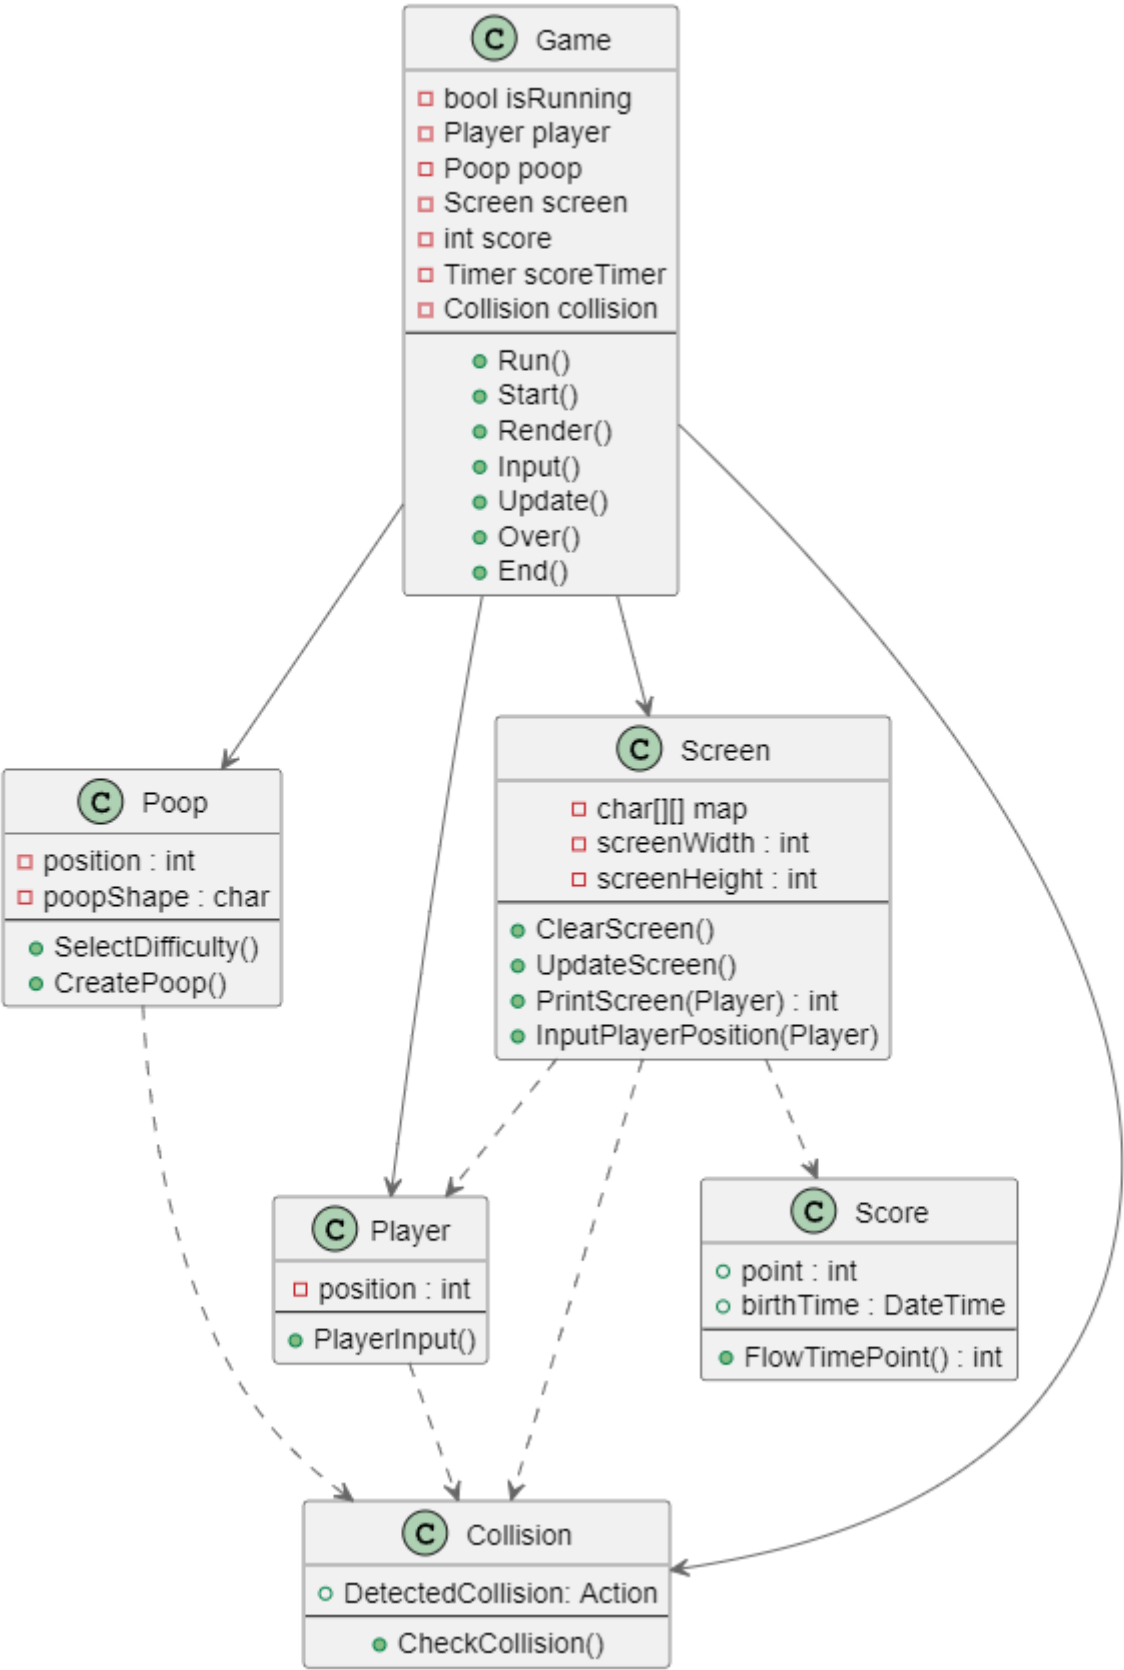 C Game
bool isRunning
Player player
Poop poop
Screen screen
int score
Timer scoreTimer
Collision collision
Run()
Start()
Render()
Input()
Update()
Over()
End()
C Poop
position : int
poopShape : char
SelectDifficulty()
CreatePoop()
C Screen
char[][] map
screenWidth : int
screenHeight : int
ClearScreen()
UpdateScreen()
PrintScreen(Player) : int
InputPlayerPosition(Player)
C Player
position : int
PlayerInput()
C Score
point : int
birthTime : DateTime
FlowTimePoint() : int
C Collision
DetectedCollision: Action
CheckCollision()